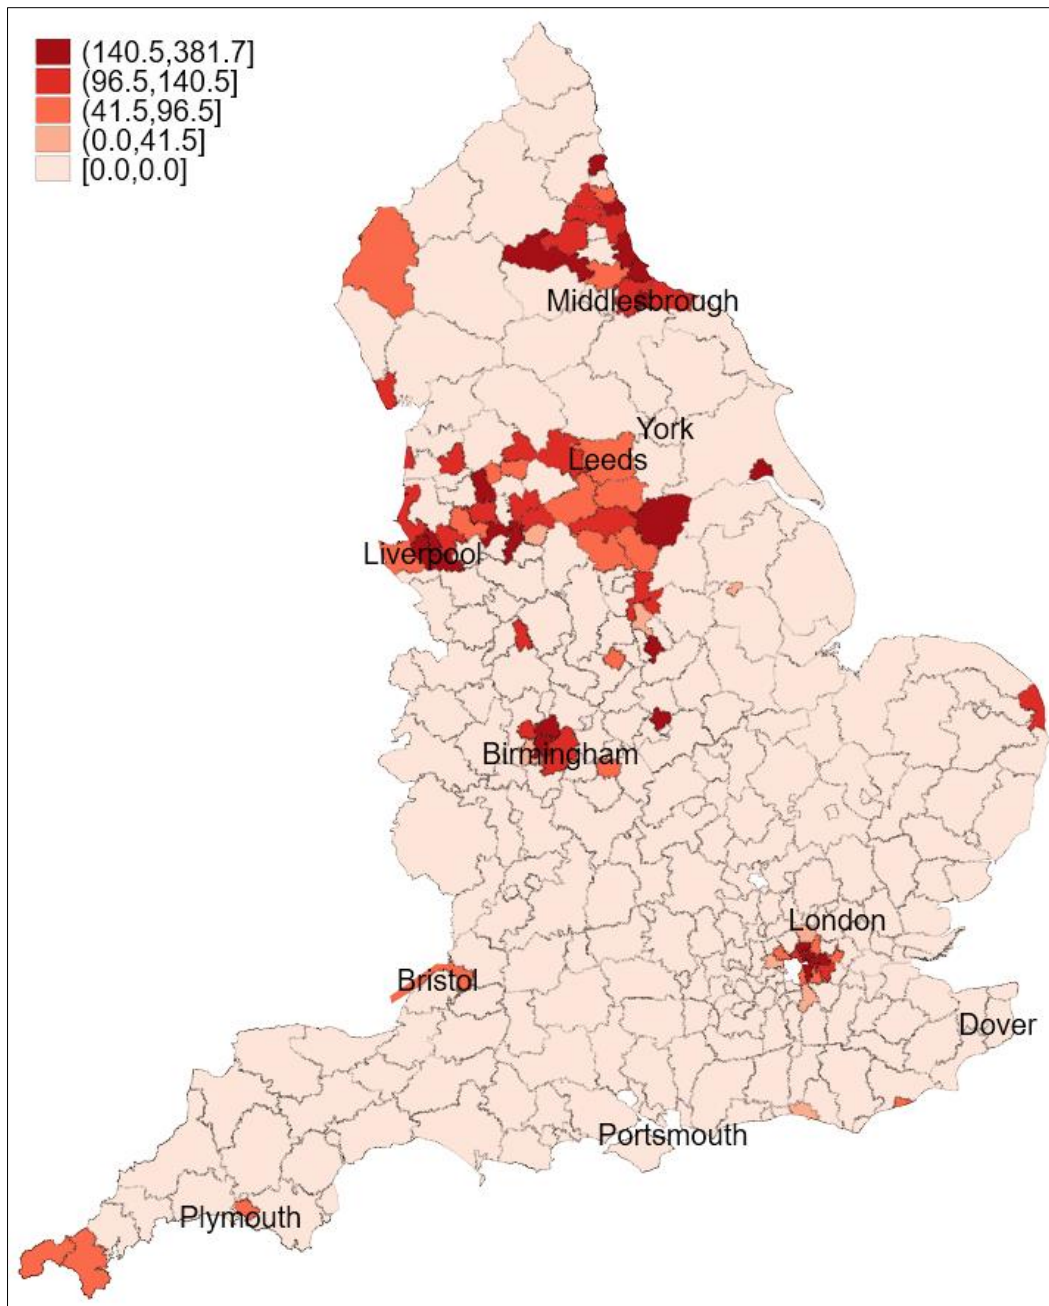 (140.5,381.7]
(96.5,140.5]
(41.5,96.5]
(0.0,41.5]
[0.0,0.0]
Middlesbrough
York
Leeds
Liverpool
Birmingham
London
Bristol
Dover
Portsmouth
Plymouth